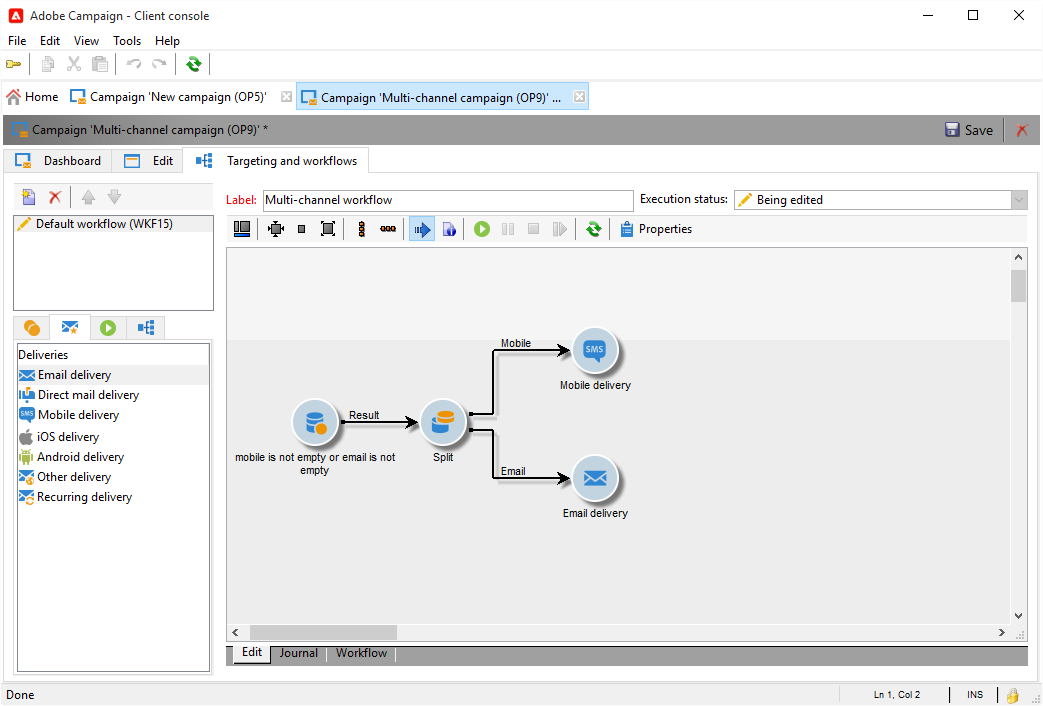 Adobe Campaign - Client console
File Edit View Tools Help
Home Campaign 'New campaign (OP5)' Campaign 'Multi-channel campaign (OP9)' ...
Campaign 'Multi-channel campaign (OP9)' * Save
Dashboard Edit Targeting and workflows
Label: Multi-channel workflow Execution status: Being edited
Default workflow (WKF15)
Properties
Deliveries
Email delivery
Direct mail delivery
SMS Mobile delivery
iOS delivery
Android delivery
Other delivery
Recurring delivery
Mobile
SMS
Mobile delivery
Result
mobile is not empty or email is not
empty
Split
Email
Email delivery
Edit Journal Workflow
Done Ln 1, Col 2 INS